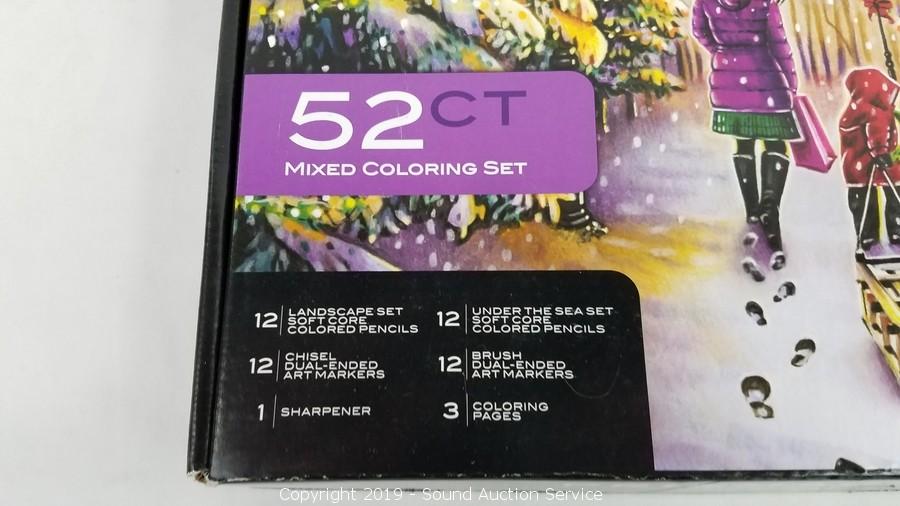 52CT
MIXED COLORING SET
12 LANDSCAPE SET
SOFT CORE
COLORED PENCILS
12 UNDER THE SEA SET
SOFT CORE
COLORED PENCILS
12 CHISEL
DUAL-ENDED
ART MARKERS
12 BRUSH
DUAL-ENDED
ART MARKERS
1 SHARPENER
3 COLORING
PAGES
Copyright 2019 - Sound Auction Service